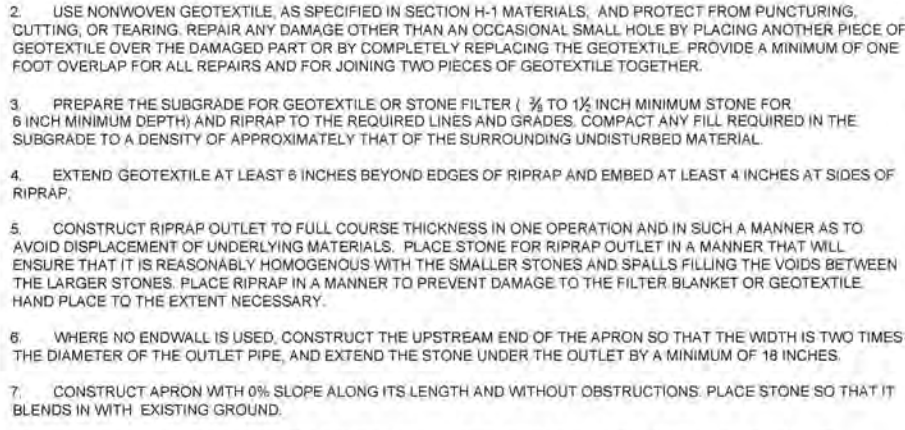 2. USE NONWOVEN GEOTEXTILE, AS SPECIFIED IN SECTION H-1 MATERIALS, AND PROTECT FROM PUNCTURING,
CUTTING, OR TEARING. REPAIR ANY DAMAGE OTHER THAN AN OCCASIONAL SMALL HOLE BY PLACING ANOTHER PIECE OF
GEOTEXTILE OVER THE DAMAGED PART OR BY COMPLETELY REPLACING THE GEOTEXTILE. PROVIDE A MINIMUM OF ONE
FOOT OVERLAP FOR ALL REPAIRS AND FOR JOINING TWO PIECES OF GEOTEXTILE TOGETHER.
3. PREPARE THE SUBGRADE FOR GEOTEXTILE OR STONE FILTER ( ¾ TO 1½ INCH MINIMUM STONE FOR
6 INCH MINIMUM DEPTH) AND RIPRAP TO THE REQUIRED LINES AND GRADES. COMPACT ANY FILL REQUIRED IN THE
SUBGRADE TO A DENSITY OF APPROXIMATELY THAT OF THE SURROUNDING UNDISTURBED MATERIAL.
4. EXTEND GEOTEXTILE AT LEAST 6 INCHES BEYOND EDGES OF RIPRAP AND EMBED AT LEAST 4 INCHES AT SIDES OF
RIPRAP.
5. CONSTRUCT RIPRAP OUTLET TO FULL COURSE THICKNESS IN ONE OPERATION AND IN SUCH A MANNER AS TO
AVOID DISPLACEMENT OF UNDERLYING MATERIALS. PLACE STONE FOR RIPRAP OUTLET IN A MANNER THAT WILL
ENSURE THAT IT IS REASONABLY HOMOGENOUS WITH THE SMALLER STONES AND SPALLS FILLING THE VOIDS BETWEEN
THE LARGER STONES. PLACE RIPRAP IN A MANNER TO PREVENT DAMAGE TO THE FILTER BLANKET OR GEOTEXTILE.
HAND PLACE TO THE EXTENT NECESSARY.
6. WHERE NO ENDWALL IS USED, CONSTRUCT THE UPSTREAM END OF THE APRON SO THAT THE WIDTH IS TWO TIMES
THE DIAMETER OF THE OUTLET PIPE, AND EXTEND THE STONE UNDER THE OUTLET BY A MINIMUM OF 18 INCHES.
7. CONSTRUCT APRON WITH 0% SLOPE ALONG ITS LENGTH AND WITHOUT OBSTRUCTIONS. PLACE STONE SO THAT IT
BLENDS IN WITH EXISTING GROUND.